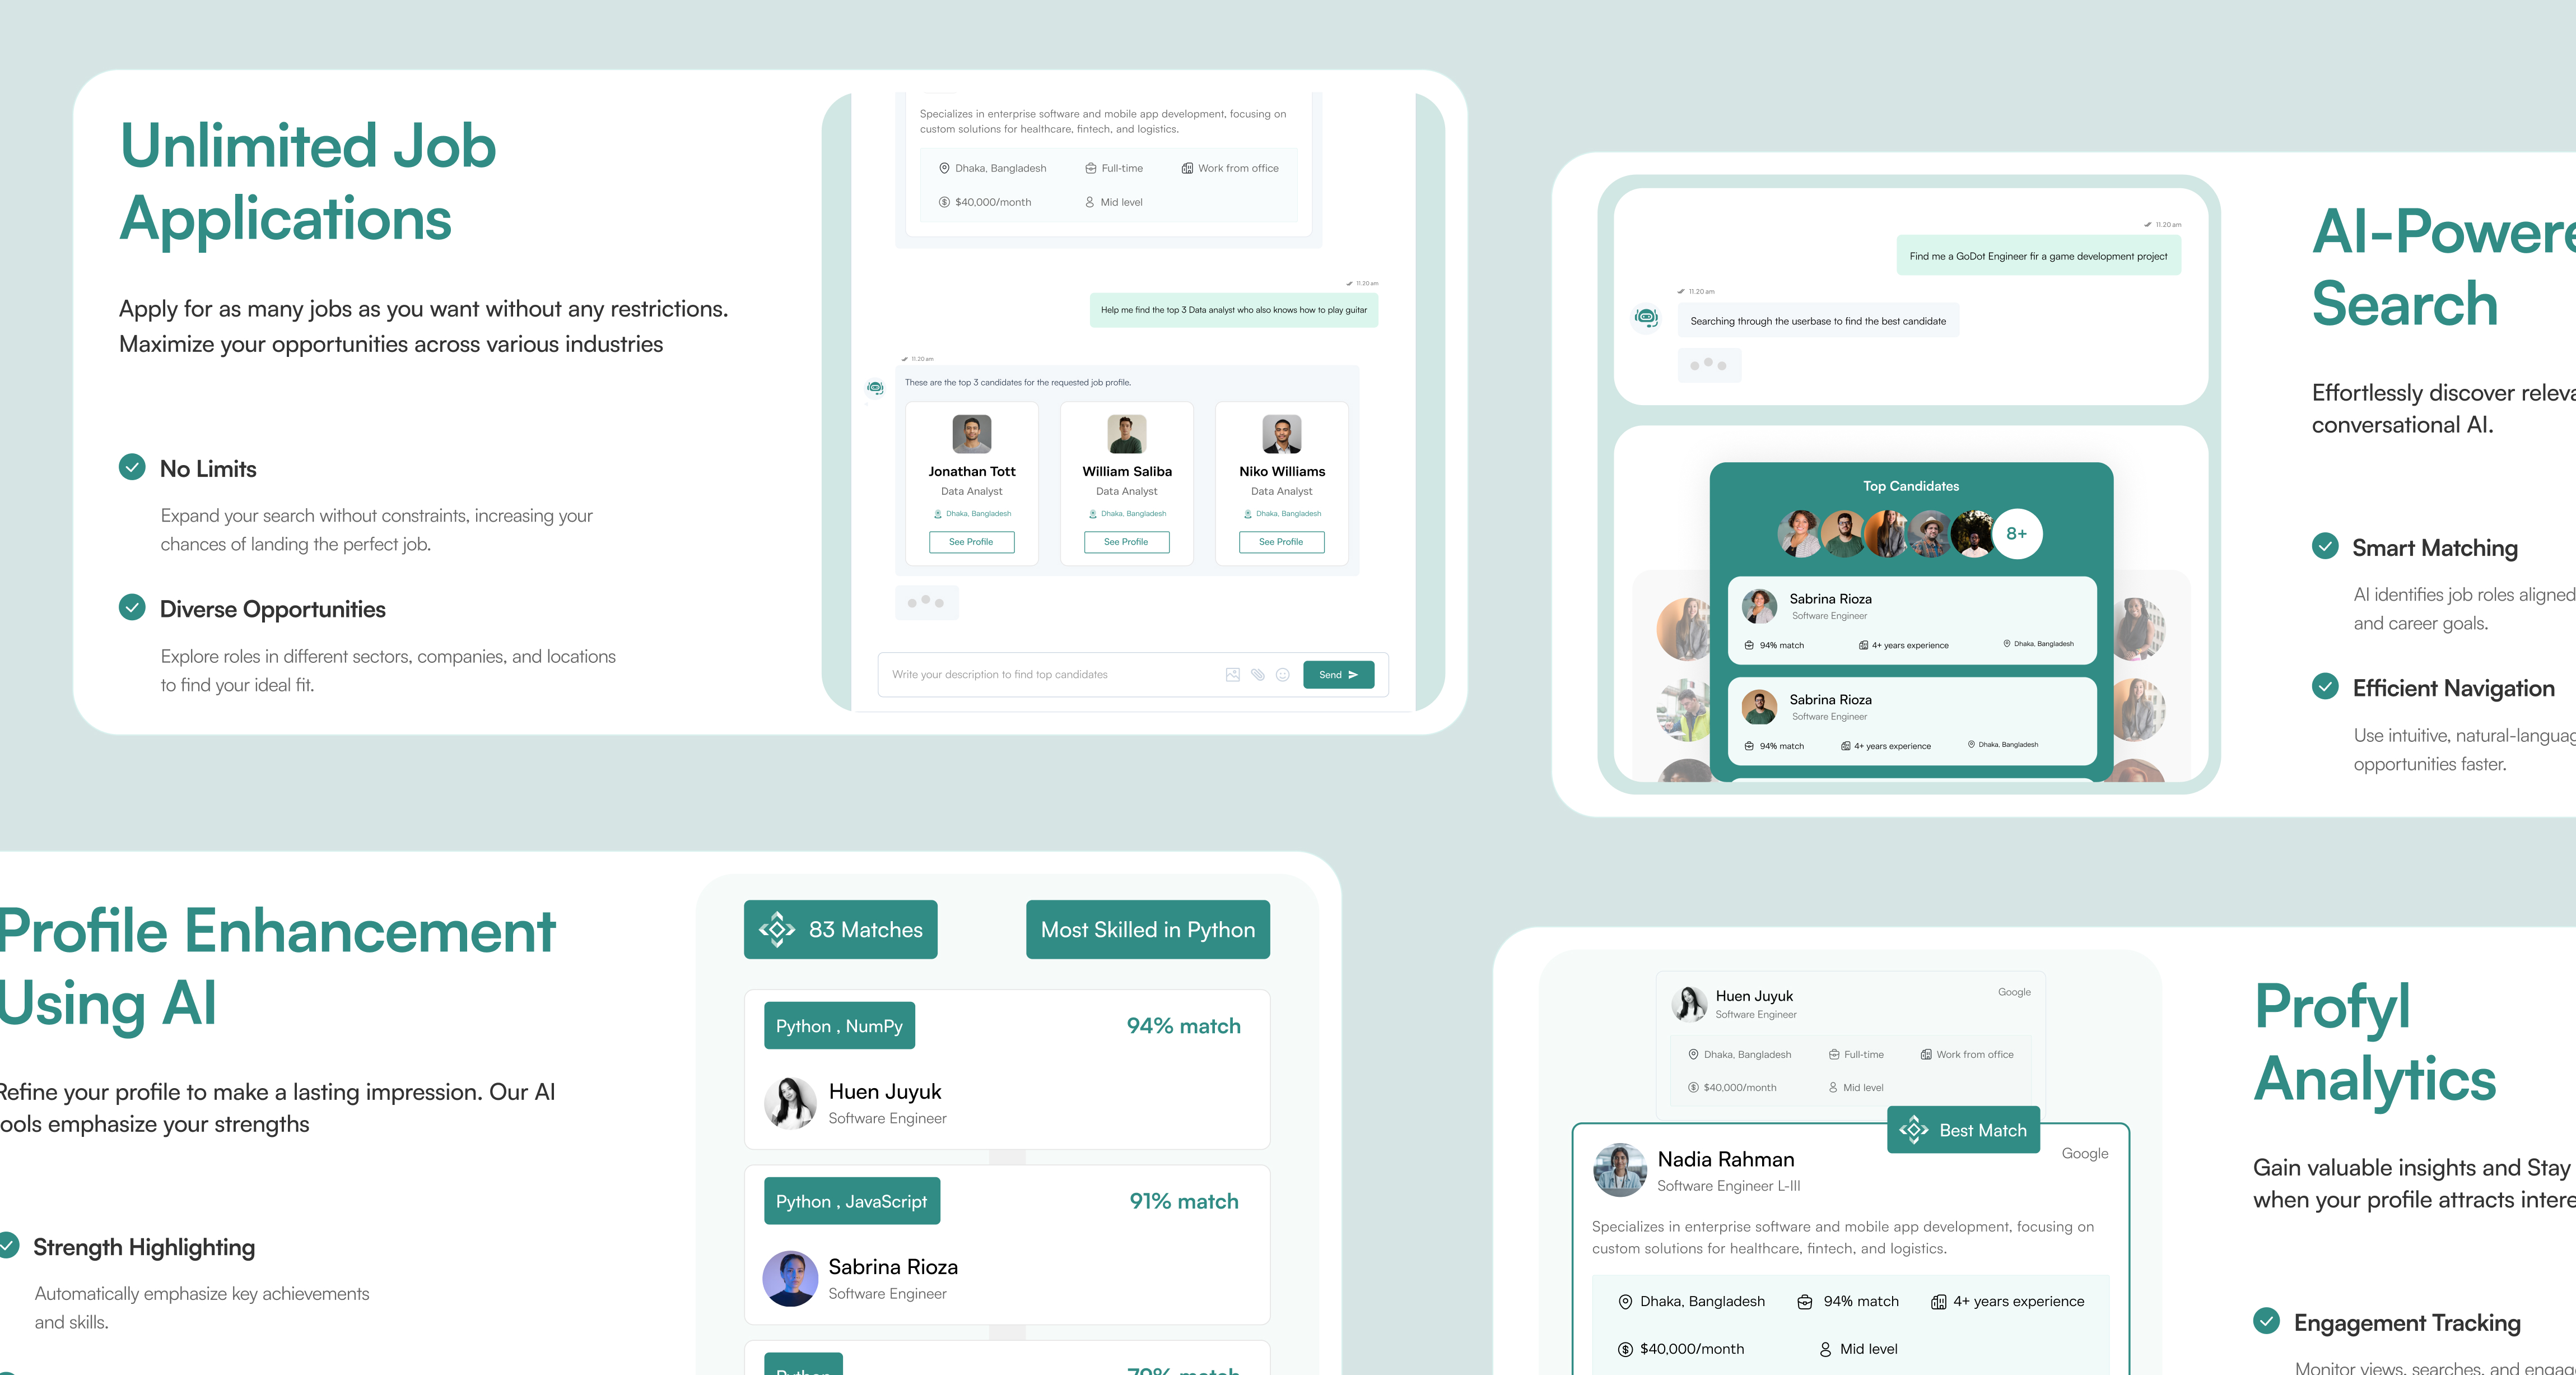 Unlimited Job
Applications
Apply for as many jobs as you want without any restrictions.
Maximize your opportunities across various industries
No Limits
Expand your search without constraints, increasing your
chances of landing the perfect job.
Diverse Opportunities
Explore roles in different sectors, companies, and locations
to find your ideal fit.
Specializes in enterprise software and mobile app development, focusing on
custom solutions for healthcare, fintech, and logistics.
Dhaka, Bangladesh Full-time Work from office
$40,000/month Mid level
11.20 am
Help me find the top 3 Data analyst who also knows how to play guitar
11.20 am
These are the top 3 candidates for the requested job profile.
Jonathan Tott William Saliba Niko Williams
Data Analyst Data Analyst Data Analyst
Dhaka, Bangladesh Dhaka, Bangladesh Dhaka, Bangladesh
See Profile See Profile See Profile
Write your description to find top candidates Send
11.20 am
Find me a GoDot Engineer fir a game development project
11.20 am
Searching through the userbase to find the best candidate
Top Candidates
8+
Sabrina Rioza
Software Engineer
94% match 4+ years experience Dhaka, Bangladesh
Sabrina Rioza
Software Engineer
94% match 4+ years experience Dhaka, Bangladesh
AI-Powere
Search
Effortlessly discover releva
conversational AI.
Smart Matching
AI identifies job roles aligned
and career goals.
Efficient Navigation
Use intuitive, natural-languag
opportunities faster.
Profile Enhancement
Using AI
Refine your profile to make a lasting impression. Our AI
ools emphasize your strengths
Strength Highlighting
Automatically emphasize key achievements
and skills.
83 Matches Most Skilled in Python
Python , NumPy 94% match
Huen Juyuk
Software Engineer
Python , JavaScript 91% match
Sabrina Rioza
Software Engineer
Python 79% match
Huen Juyuk Google
Software Engineer
Dhaka, Bangladesh Full-time Work from office
$40,000/month Mid level
Best Match
Nadia Rahman Google
Software Engineer L-III
Specializes in enterprise software and mobile app development, focusing on
custom solutions for healthcare, fintech, and logistics.
Dhaka, Bangladesh 94% match 4+ years experience
$40,000/month Mid level
Profyl
Analytics
Gain valuable insights and Stay
when your profile attracts intere
Engagement Tracking
Monitor views, searches, and engage